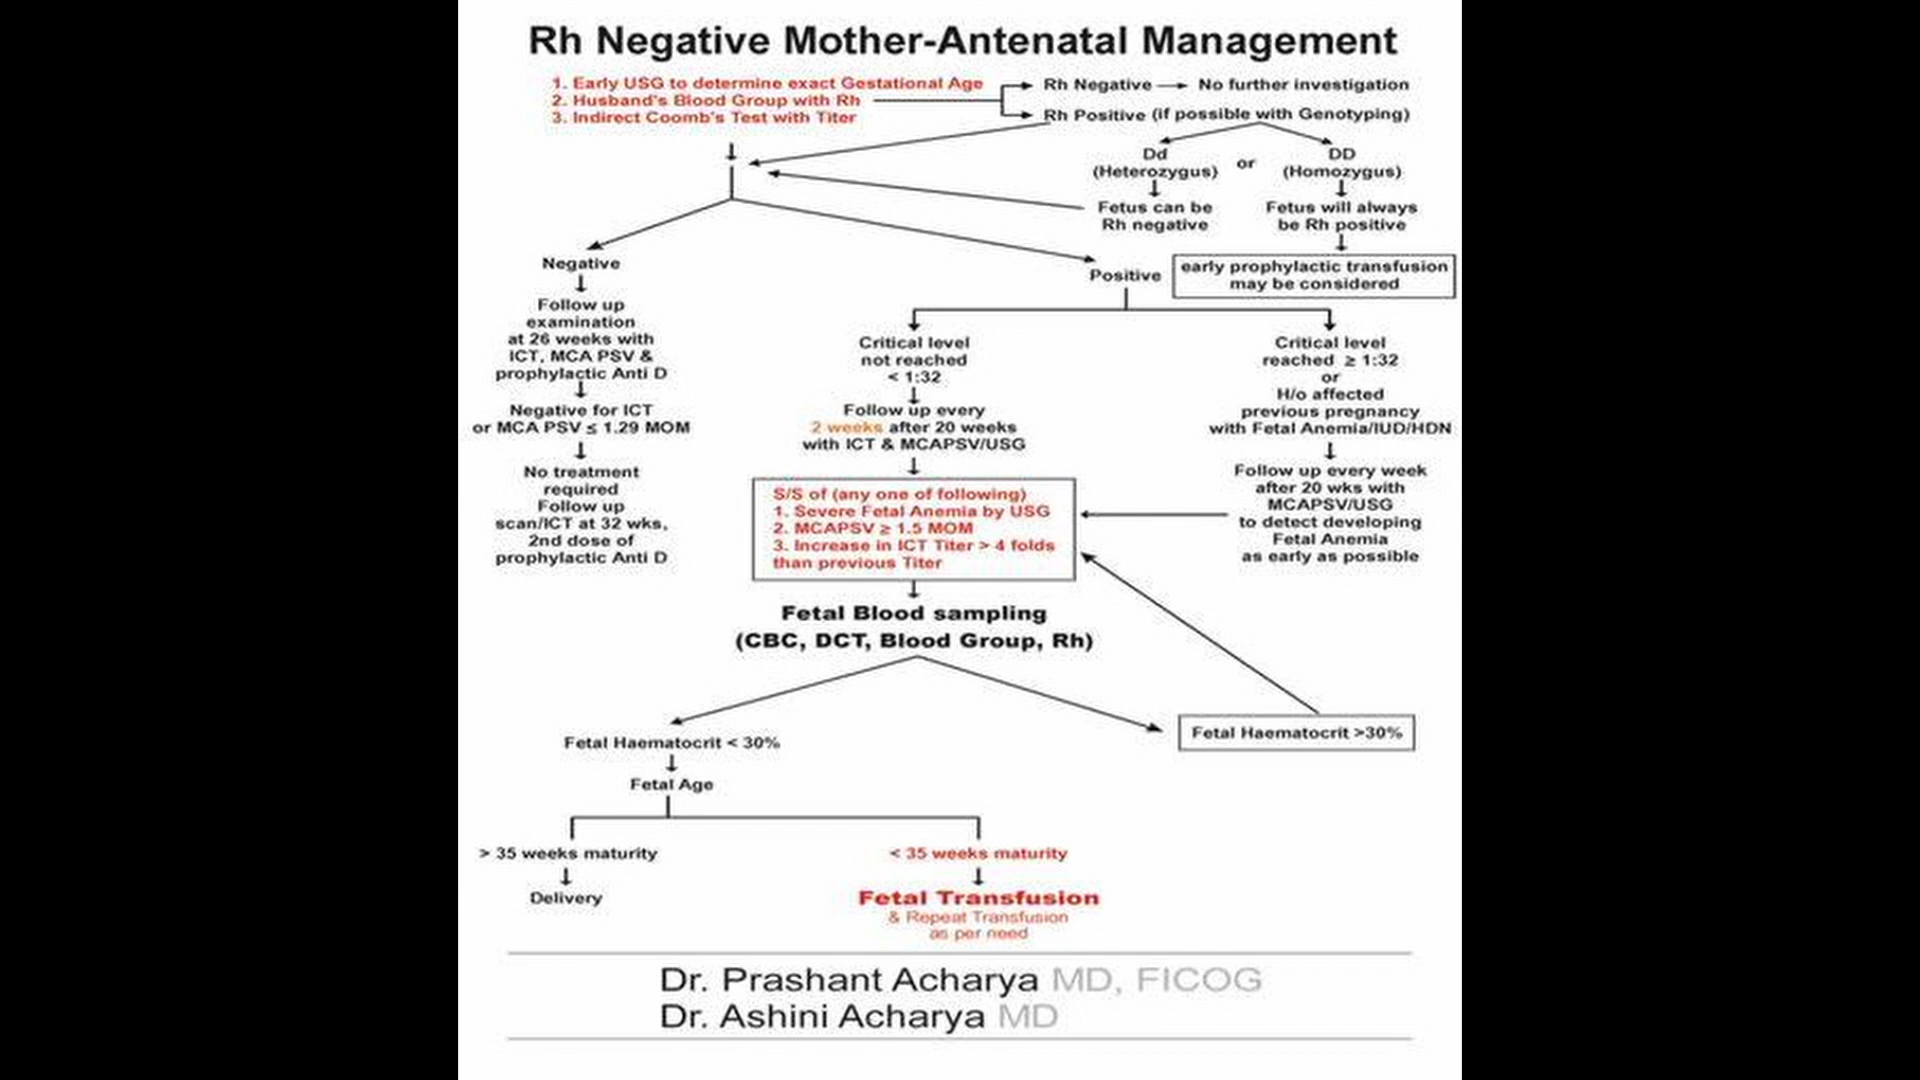 Rh Negative Mother-Antenatal Management
1. Early USG to determine exact Gestational Age
2. Husband's Blood Group with Rh
3. Indirect Coomb's Test with Titer
Rh Negative
No further investigation
Rh Positive (if possible with Genotyping)
Dd
(Heterozygus)
or
DD
(Homozygus)
Fetus can be
Rh negative
Fetus will always
be Rh positive
early prophylactic transfusion
may be considered
Negative
Follow up
examination
at 26 weeks with
ICT, MCA PSV &
prophylactic Anti D
Negative for ICT
or MCA PSV ≤ 1.29 MOM
No treatment
required
Follow up
scan/ICT at 32 wks,
2nd dose of
prophylactic Anti D
Positive
Critical level
not reached
< 1:32
Follow up every
2 weeks after 20 weeks
with ICT & MCAPSV/USG
Critical level
reached ≥ 1:32
or
H/o affected
previous pregnancy
with Fetal Anemia/IUD/HDN
Follow up every week
after 20 wks with
MCAPSV/USG
to detect developing
Fetal Anemia
as early as possible
S/S of (any one of following)
1. Severe Fetal Anemia by USG
2. MCAPSV ≥ 1.5 MOM
3. Increase in ICT Titer > 4 folds
than previous Titer
Fetal Blood sampling
(CBC, DCT, Blood Group, Rh)
Fetal Haematocrit < 30%
Fetal Haematocrit >30%
Fetal Age
> 35 weeks maturity
Delivery
< 35 weeks maturity
Fetal Transfusion
& Repeat Transfusion
as per need
Dr. Prashant Acharya MD, FICOG
Dr. Ashini Acharya MD